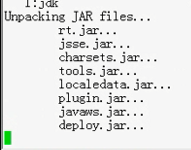 1:jdk
Unpacking JAR files...
rt.jar...
jsse.jar...
charsets.jar...
tools.jar...
localedata.jar...
plugin.jar...
javaws.jar...
deploy.jar...